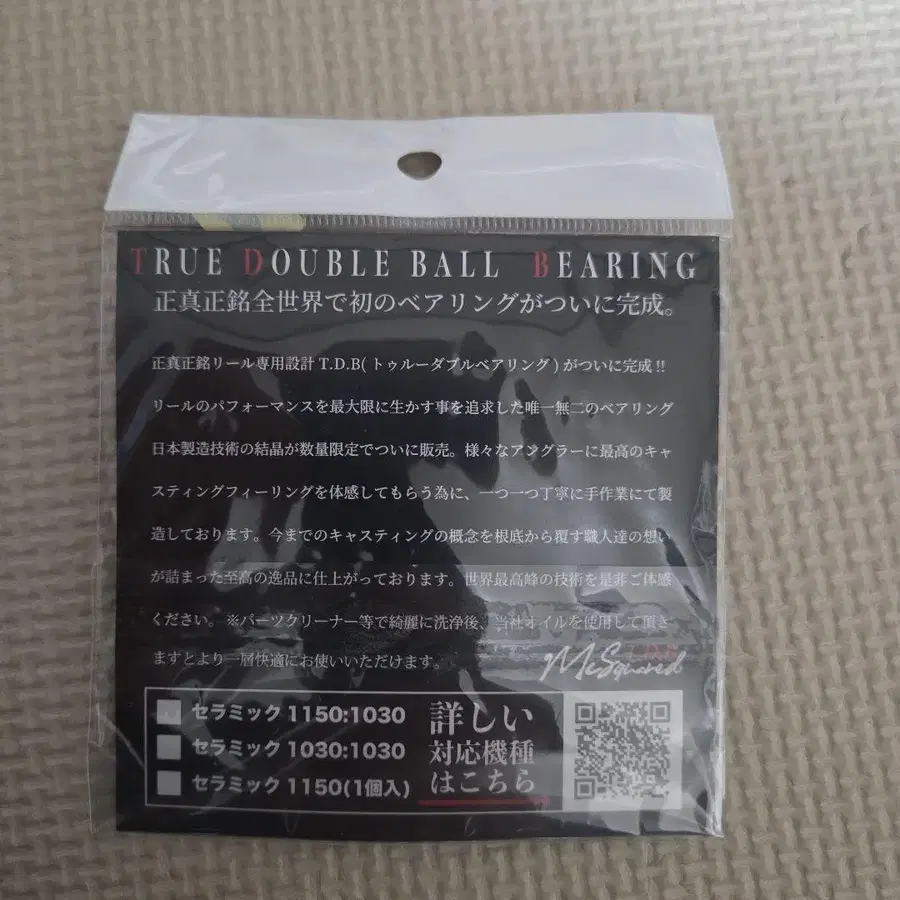 TRUE DOUBLE BALL BEARING
正真正銘全世界で初のベアリングがついに完成。
正真正銘リール専用設計 T.D.B( トゥルーダブルベアリング ) がついに完成 !!
リールのパフォーマンスを最大限に生かす事を追求した唯一無二のベアリング
日本製造技術の結晶が数量限定でついに販売。様々なアングラーに最高のキャ
スティングフィーリングを体感してもらう為に、一つ一つ丁寧に手作業にて製
造しております。今までのキャスティングの概念を根底から覆す職人達の想い
が詰まった至高の逸品に仕上がっております。世界最高峰の技術を是非ご体感
ください。※パーツクリーナー等で綺麗に洗浄後、当社オイルを使用して頂き
ますとより一層快適にお使いいただけます。
McSquared
セラミック 1150:1030
セラミック 1030:1030
セラミック 1150(1個入)
詳しい
対応機種
はこちら